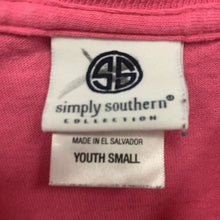 SS
simply southern®
COLLECTION
MADE IN EL SALVADOR
YOUTH SMALL